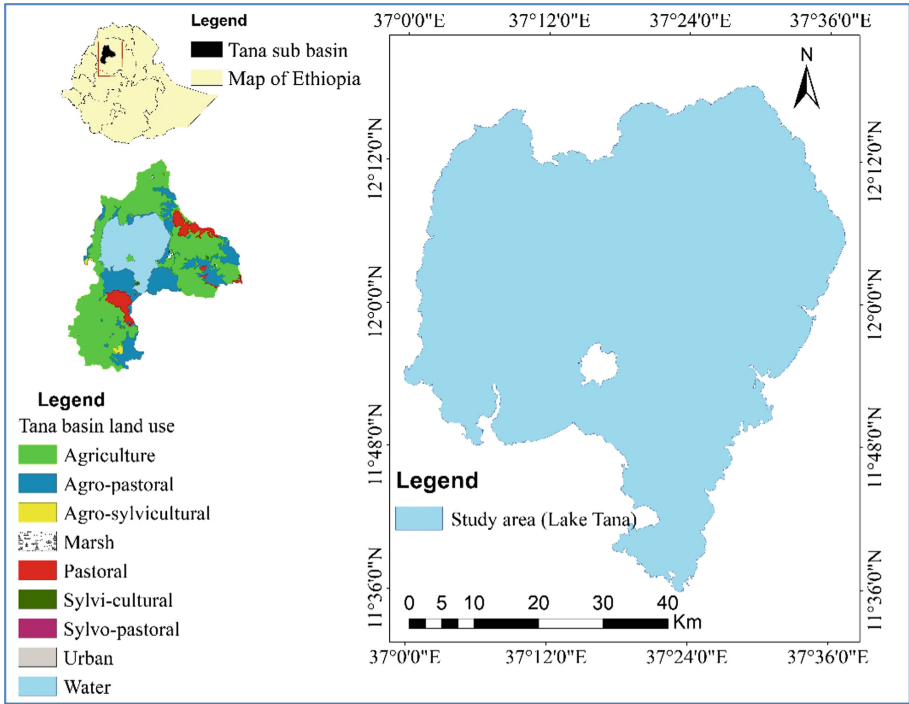 Legend
Tana sub basin
Map of Ethiopia
Legend
Tana basin land use
Agriculture
Agro-pastoral
Agro-sylvicultural
Marsh
Pastoral
Sylvi-cultural
Sylvo-pastoral
Urban
Water
37°0'0"E 37°12'0"E 37°24'0"E 37°36'0"E
N
12°12'0"N 12°12'0"N
12°0'0"N 12°0'0"N
11°48'0"N 11°48'0"N
11°36'0"N 11°36'0"N
Legend
Study area (Lake Tana)
0 5 10 20 30 40
Km
37°0'0"E 37°12'0"E 37°24'0"E 37°36'0"E